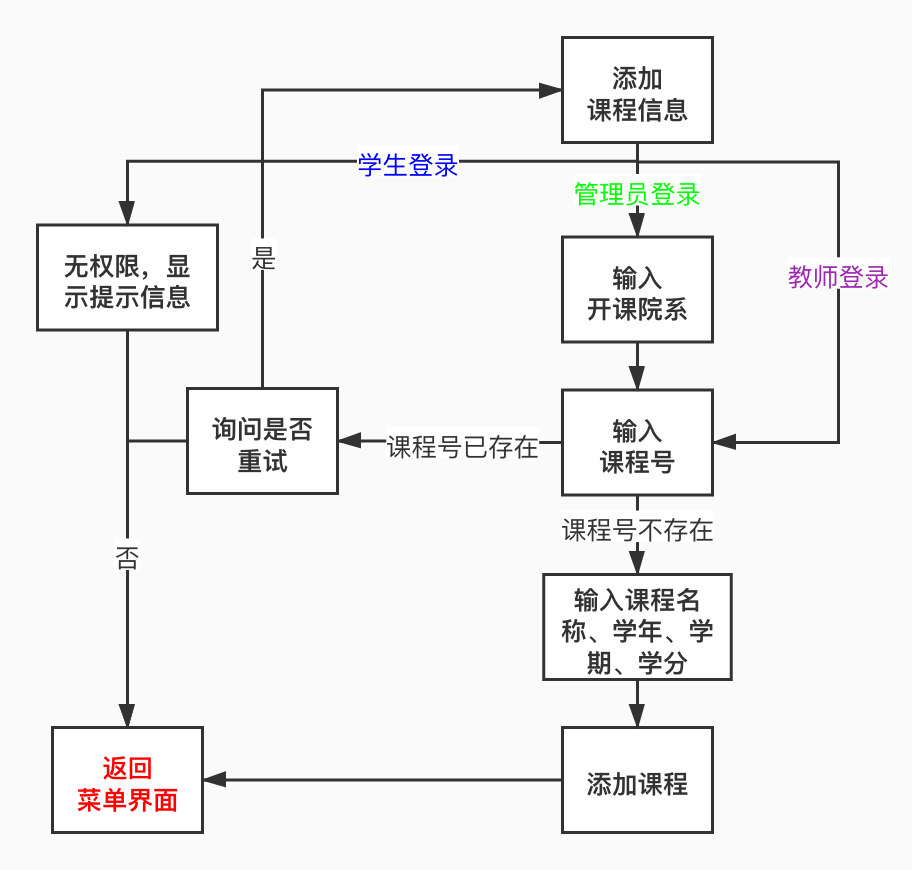 添加
课程信息
学生登录
管理员登录
无权限，显
示提示信息
是
输入
开课院系
教师登录
询问是否
重试
课程号已存在
输入
课程号
课程号不存在
否
输入课程名
称、学年、学
期、学分
返回
菜单界面
添加课程